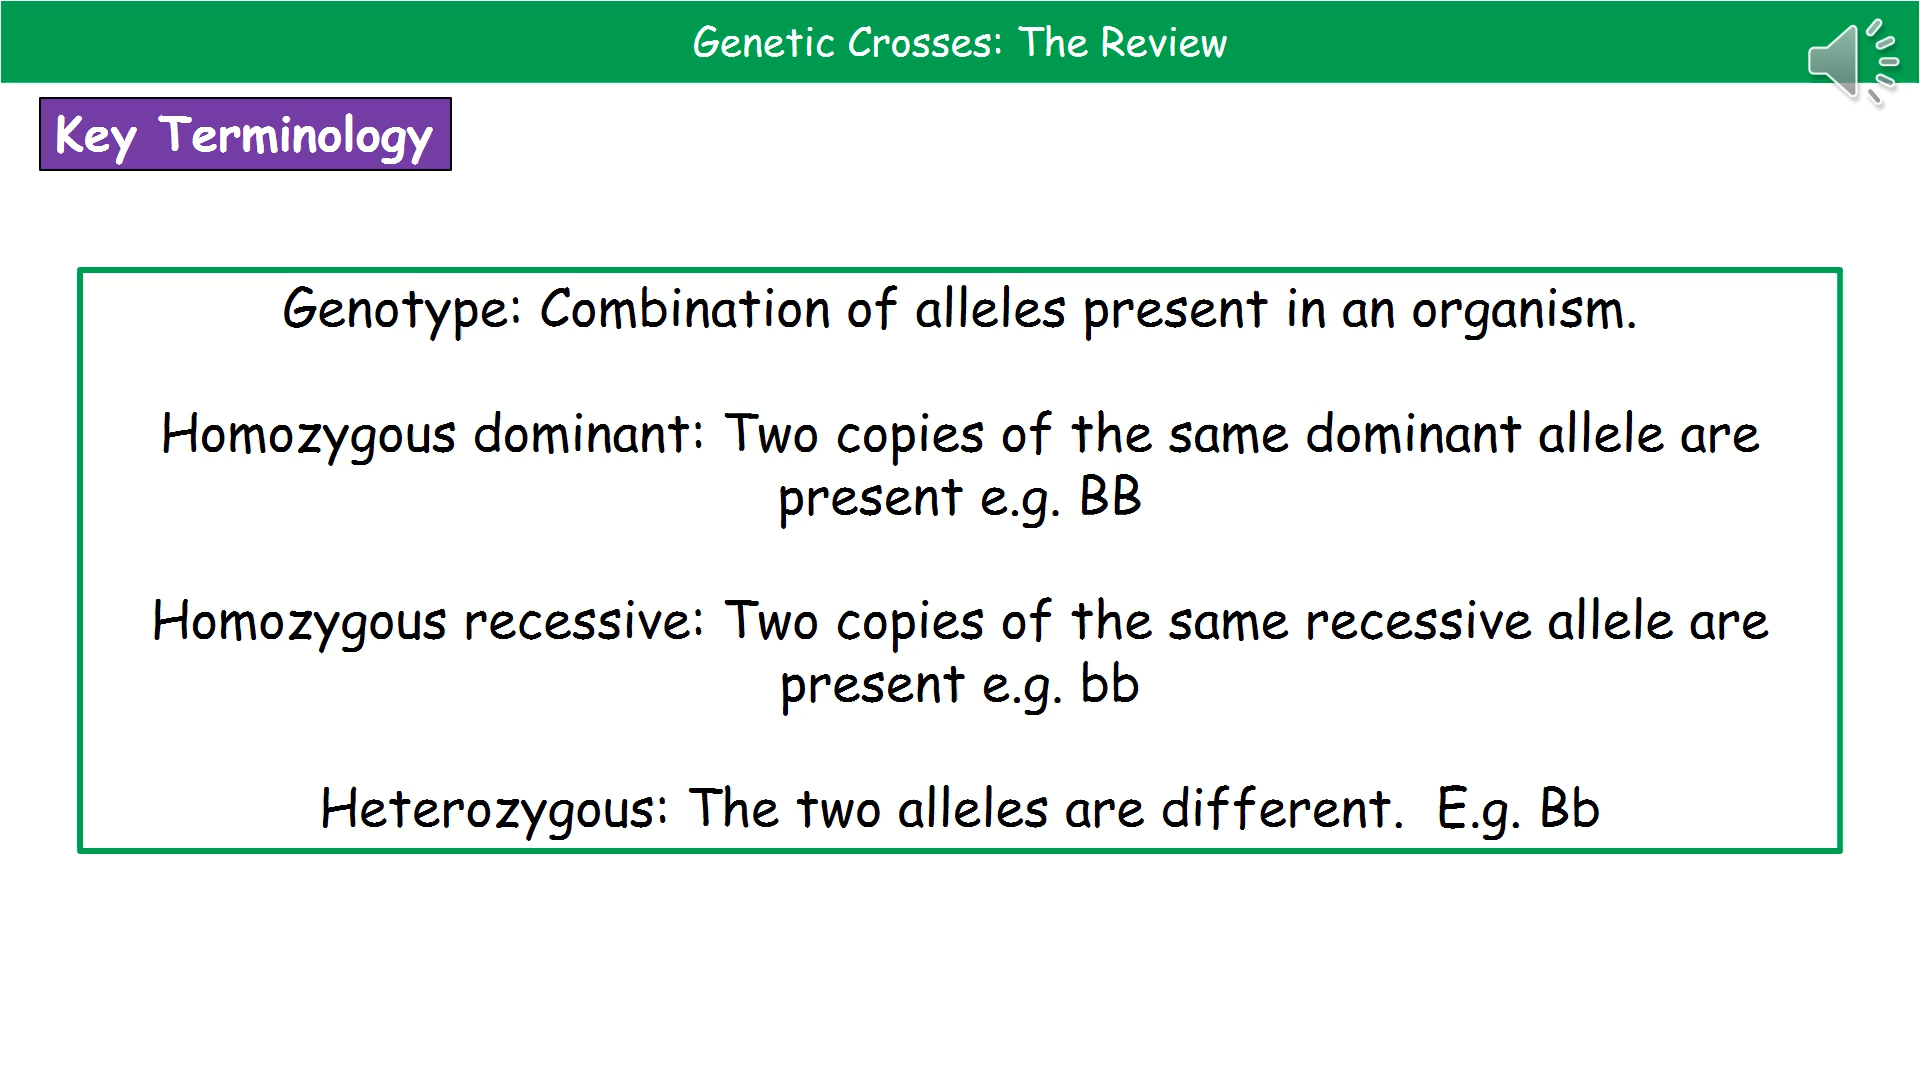 Genetic Crosses: The Review
Key Terminology
Genotype: Combination of alleles present in an organism.
Homozygous dominant: Two copies of the same dominant allele are
present e.g. BB
Homozygous recessive: Two copies of the same recessive allele are
present e.g. bb
Heterozygous: The two alleles are different.  E.g. Bb